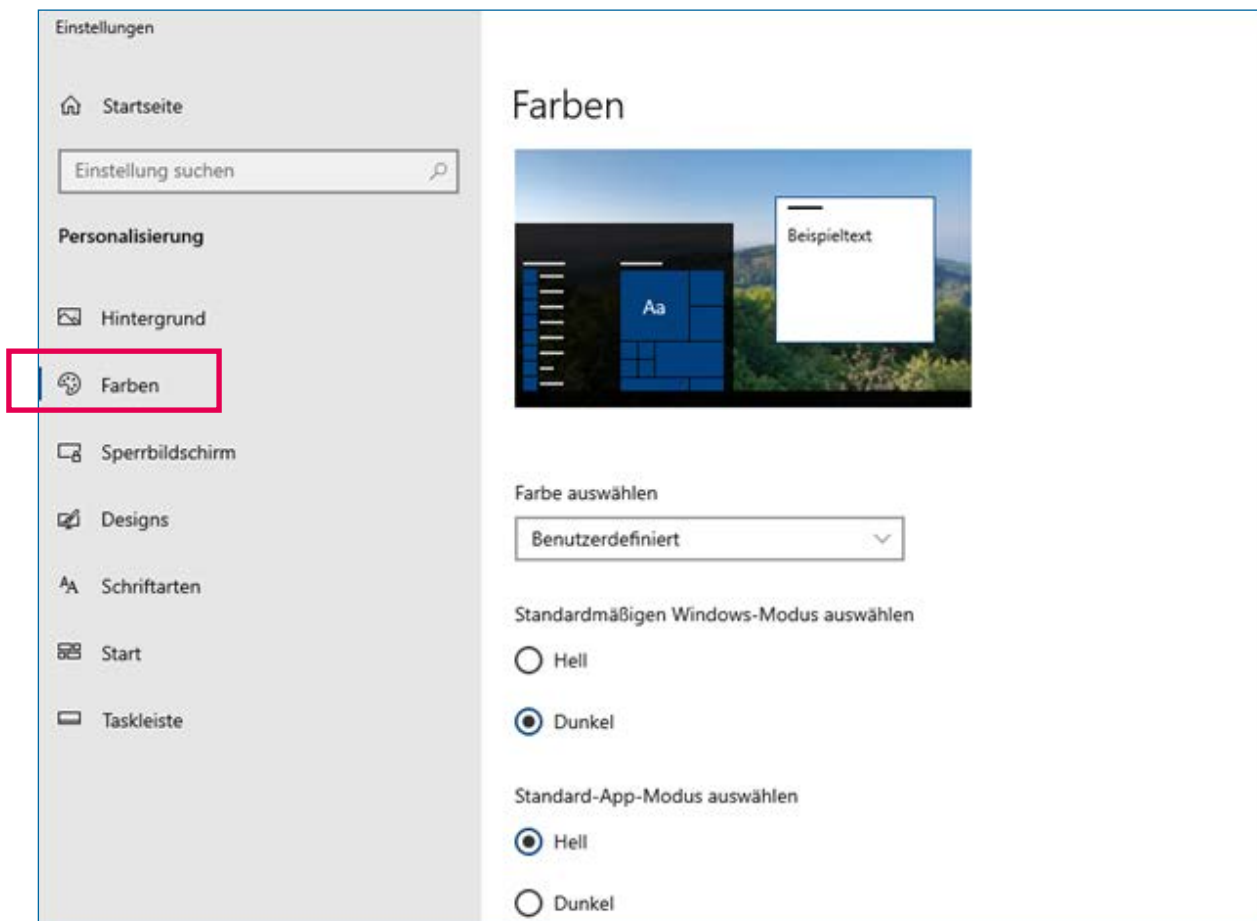 Einstellungen
Startseite
Einstellung suchen
Personalisierung
Hintergrund
Farben
Sperrbildschirm
Designs
Schriftarten
Start
Taskleiste
Farben
Beispieltext
Aa
Farbe auswählen
Benutzerdefiniert
Standardmäßigen Windows-Modus auswählen
Hell
Dunkel
Standard-App-Modus auswählen
Hell
Dunkel